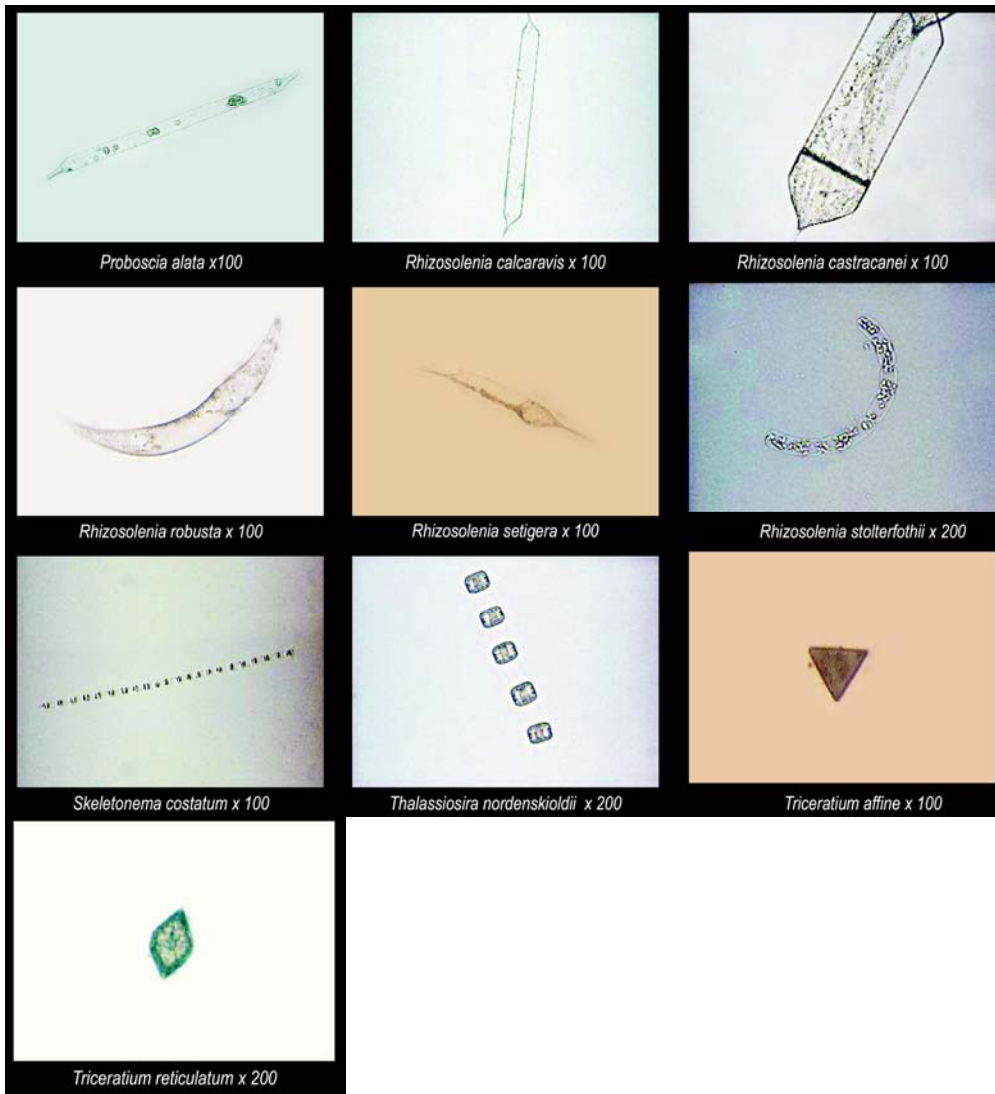 Proboscia alata x100
Rhizosolenia calcaravis x 100
Rhizosolenia castracanei x 100
Rhizosolenia robusta x 100
Rhizosolenia setigera x 100
Rhizosolenia stolterfothii x 200
Skeletonema costatum x 100
Thalassiosira nordenskioldii x 200
Triceratium affine x 100
Triceratium reticulatum x 200